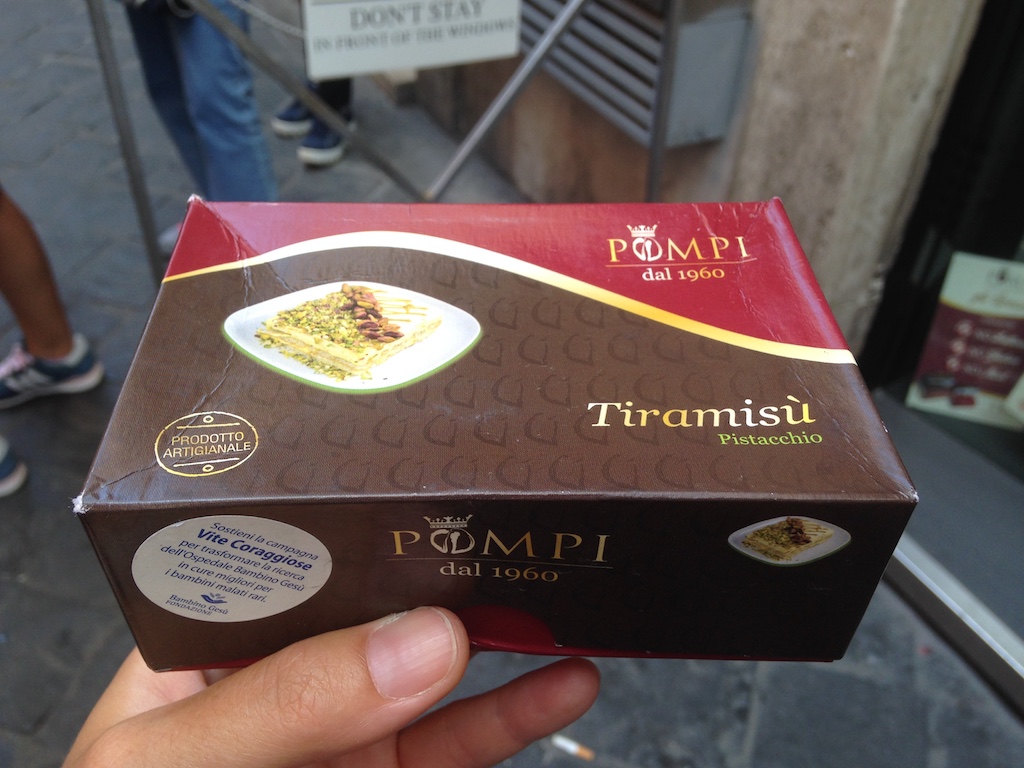 DON'T STAY
IN FRONT OF THE WINDOWS
POMPI
dal 1960
Tiramisù
Pistacchio
PRODOTTO
ARTIGIANALE
Sostieni la campagna
Vite Coraggiose
per trasformare la ricerca
dell'Ospedale Bambino Gesù
in cure migliori per
i bambini malati rari.
Bambino Gesù
FONDAZIONE
POMPI
dal 1960